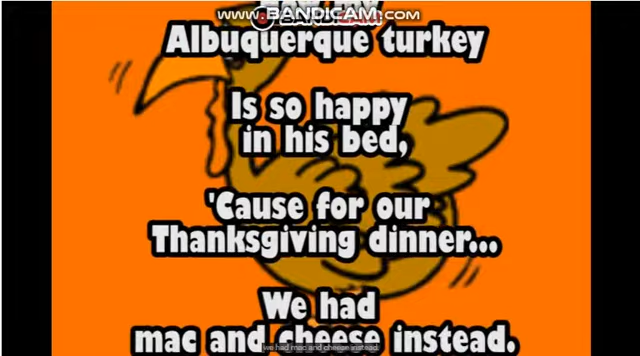 www.BANDICAM.com
Albuquerque turkey
Is so happy
in his bed,
'Cause for our
Thanksgiving dinner...
We had
mac and cheese instead.
we had mac and cheese instead.